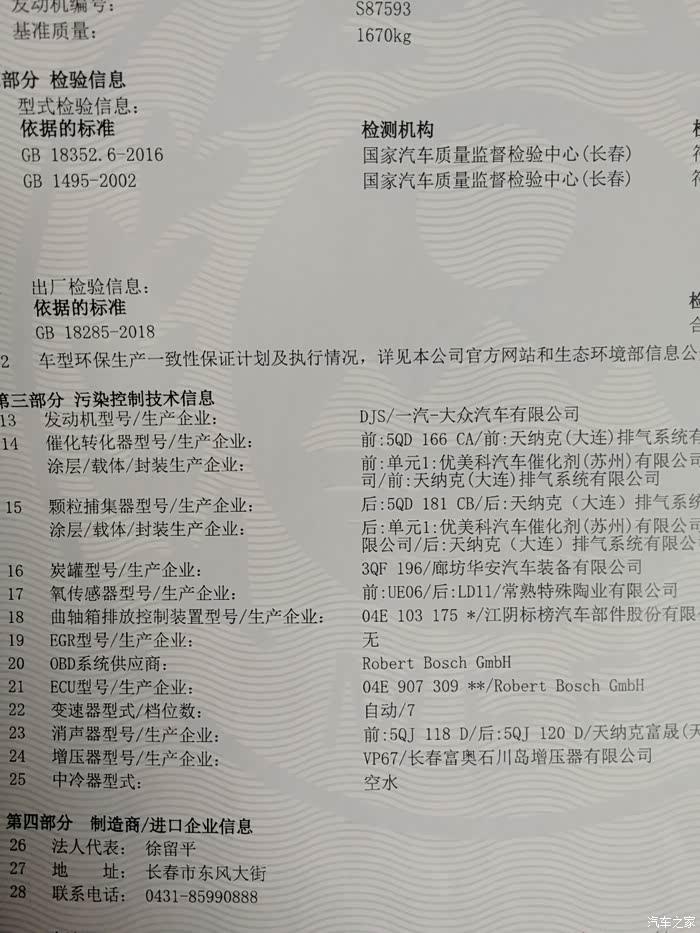 发动机编号: S87593
基准质量: 1670kg
部分 检验信息
型式检验信息:
依据的标准 检测机构
GB 18352.6-2016 国家汽车质量监督检验中心(长春)
GB 1495-2002 国家汽车质量监督检验中心(长春)
出厂检验信息:
依据的标准
GB 18285-2018
2 车型环保生产一致性保证计划及执行情况，详见本公司官方网站和生态环境部信息公
第三部分 污染控制技术信息
13 发动机型号/生产企业: DJS/一汽-大众汽车有限公司
14 催化转化器型号/生产企业: 前:5QD 166 CA/前:天纳克(大连)排气系统有
涂层/载体/封装生产企业: 前:单元1:优美科汽车催化剂(苏州)有限公司
司/前:天纳克(大连)排气系统有限公司
15 颗粒捕集器型号/生产企业: 后:5QD 181 CB/后:天纳克（大连）排气系统
涂层/载体/封装生产企业: 后:单元1:优美科汽车催化剂(苏州)有限公司
限公司/后:天纳克（大连）排气系统有限公
16 炭罐型号/生产企业: 3QF 196/廊坊华安汽车装备有限公司
17 氧传感器型号/生产企业: 前:UE06/后:LD11/常熟特殊陶业有限公司
18 曲轴箱排放控制装置型号/生产企业: 04E 103 175 */江阴标榜汽车部件股份有限
19 EGR型号/生产企业: 无
20 OBD系统供应商: Robert Bosch GmbH
21 ECU型号/生产企业: 04E 907 309 **/Robert Bosch GmbH
22 变速器型式/档位数: 自动/7
23 消声器型号/生产企业: 前:5QJ 118 D/后:5QJ 120 D/天纳克富晟(天
24 增压器型号/生产企业: VP67/长春富奥石川岛增压器有限公司
25 中冷器型式: 空水
第四部分 制造商/进口企业信息
26 法人代表: 徐留平
27 地 址: 长春市东风大街
28 联系电话: 0431-85990888
汽车之家